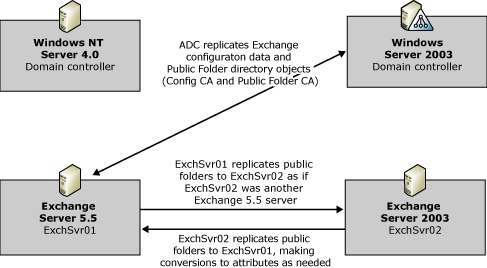 Windows NT
Server 4.0
Domain controller
ADC replicates Exchange
configuraton data and
Public Folder directory objects
(Config CA and Public Folder CA)
Windows
Server 2003
Domain controller
Exchange
Server 5.5
ExchSvr01
ExchSvr01 replicates public
folders to ExchSvr02 as if
ExchSvr02 was another
Exchange 5.5 server
ExchSvr02 replicates public
folders to ExchSvr01, making
conversions to attributes as needed
Exchange
Server 2003
ExchSvr02